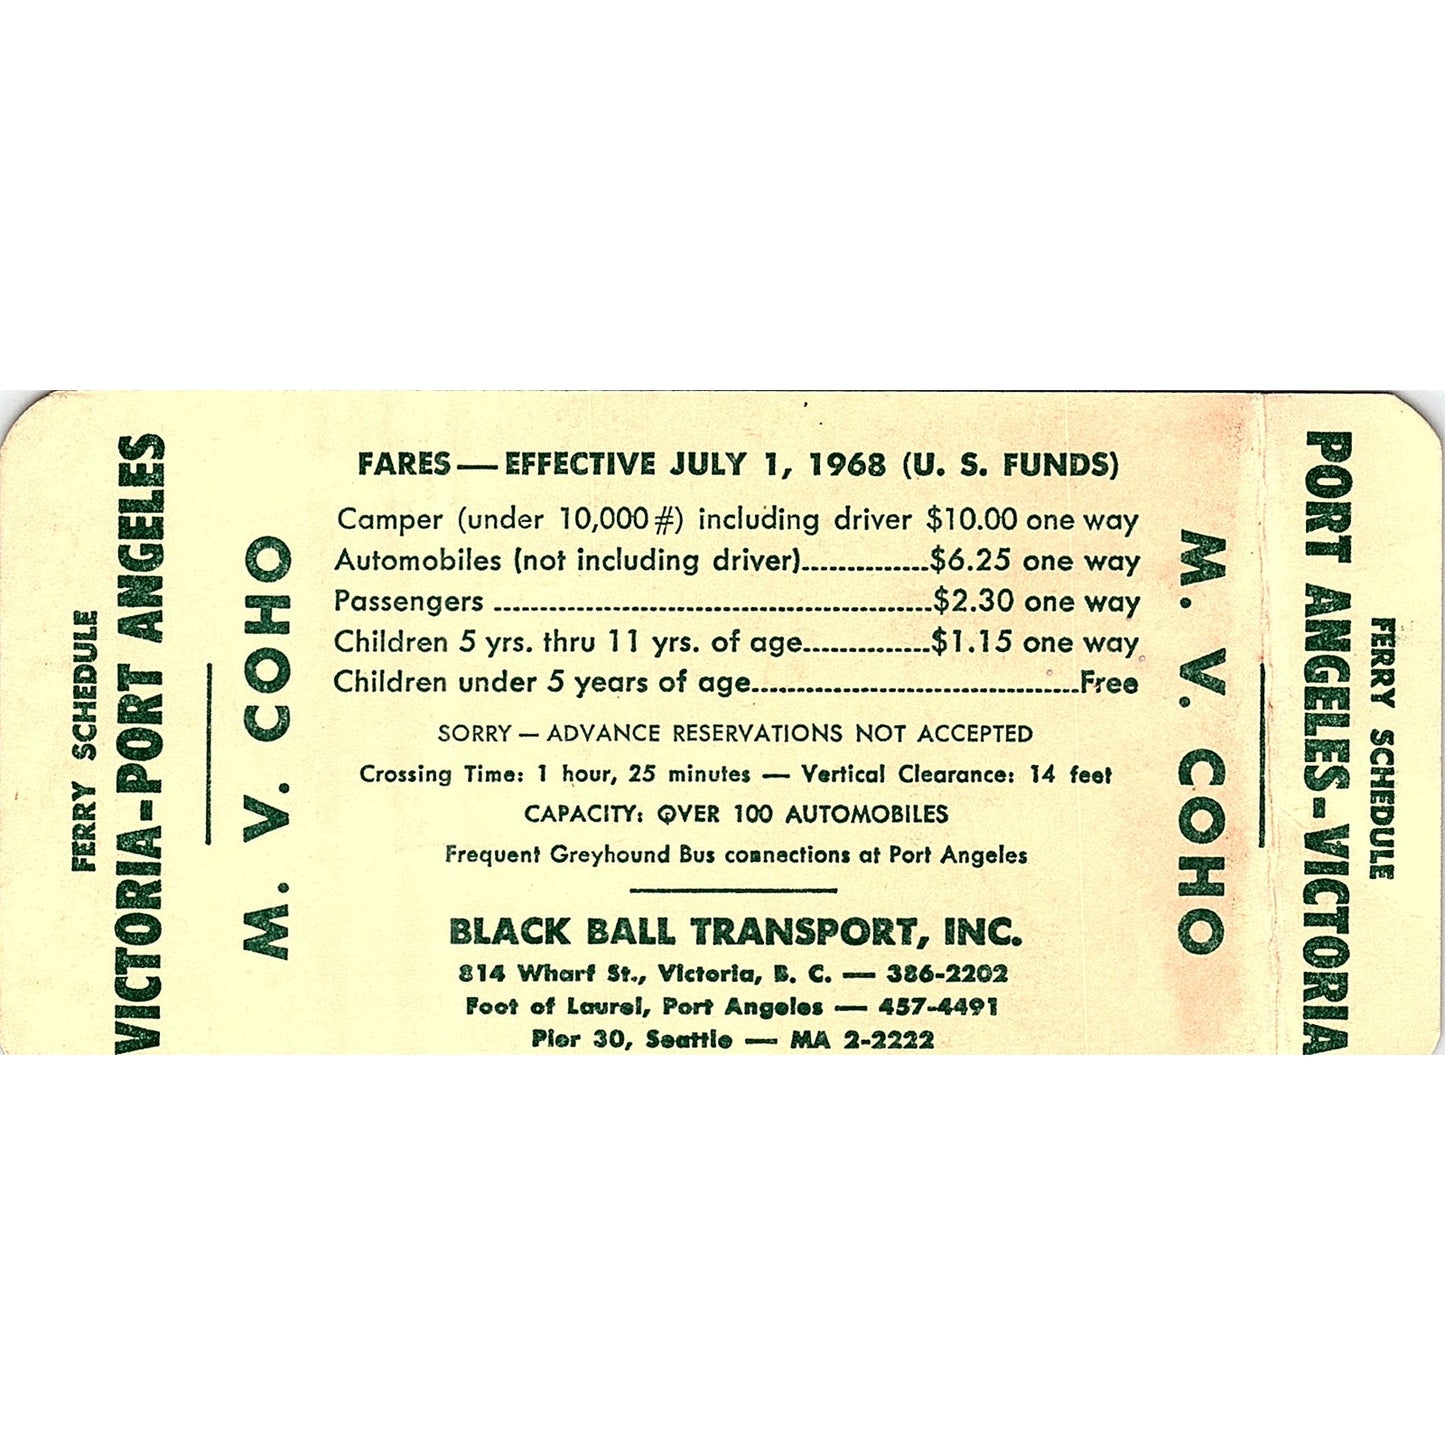 FERRY SCHEDULE
VICTORIA-PORT ANGELES
M. V. COHO
FARES — EFFECTIVE JULY 1, 1968 (U. S. FUNDS)
Camper (under 10,000#) including driver $10.00 one way
Automobiles (not including driver)..............$6.25 one way
Passengers ................................................$2.30 one way
Children 5 yrs. thru 11 yrs. of age..............$1.15 one way
Children under 5 years of age....................................Free
SORRY — ADVANCE RESERVATIONS NOT ACCEPTED
Crossing Time: 1 hour, 25 minutes — Vertical Clearance: 14 feet
CAPACITY: OVER 100 AUTOMOBILES
Frequent Greyhound Bus connections at Port Angeles
BLACK BALL TRANSPORT, INC.
814 Wharf St., Victoria, B. C. — 386-2202
Foot of Laurel, Port Angeles — 457-4491
Pier 30, Seattle — MA 2-2222
M. V. COHO
PORT ANGELES-VICTORIA
FERRY SCHEDULE